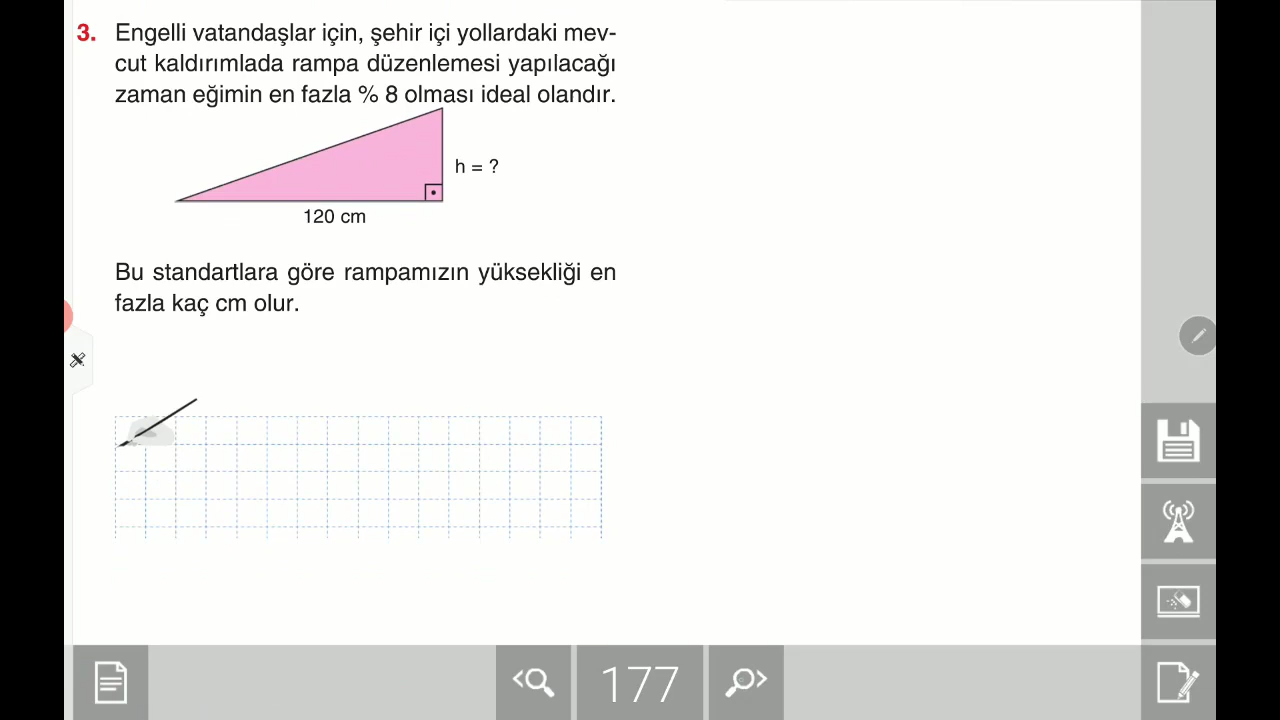 3. Engelli vatandaşlar için, şehir içi yollardaki mev-
cut kaldırımlada rampa düzenlemesi yapılacağı
zaman eğimin en fazla % 8 olması ideal olandır.
h = ?
120 cm
Bu standartlara göre rampamızın yüksekliği en
fazla kaç cm olur.
177